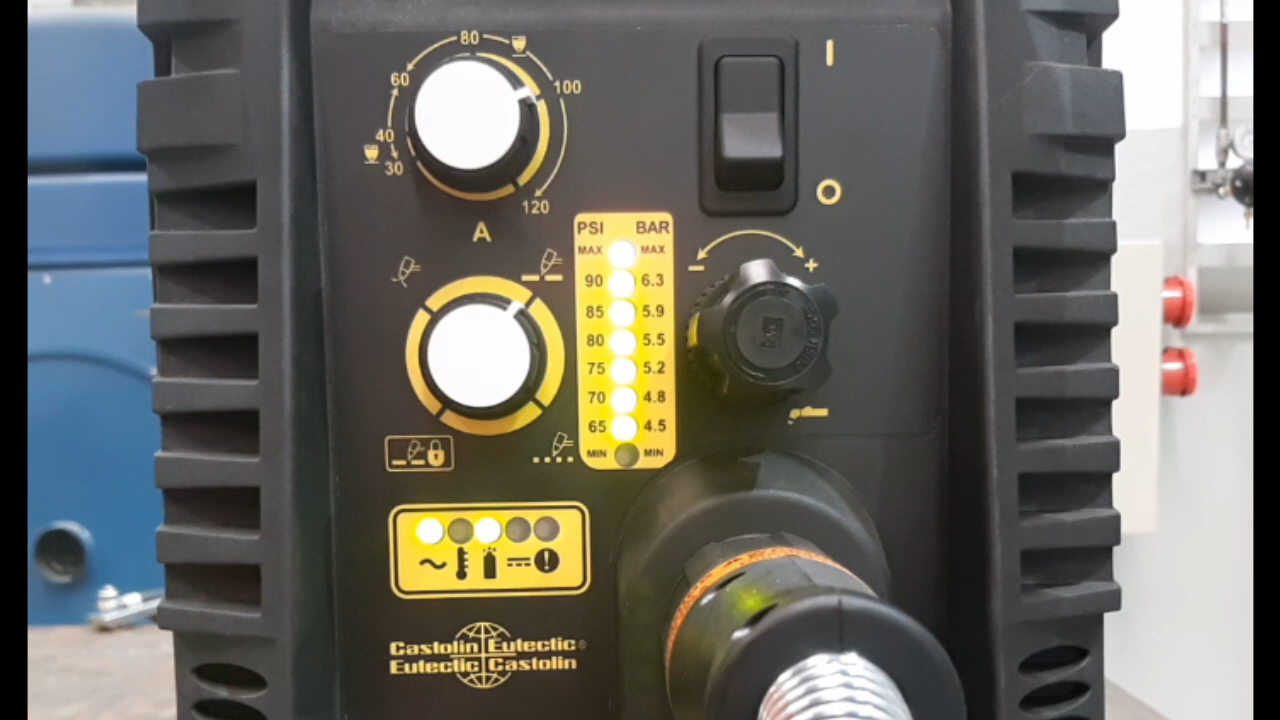 80
60
100
40
30
120
A
I
O
PSI BAR
MAX MAX
90 6.3
85 5.9
80 5.5
75 5.2
70 4.8
65 4.5
MIN MIN
- +
Castolin Eutectic®
Eutectic Castolin